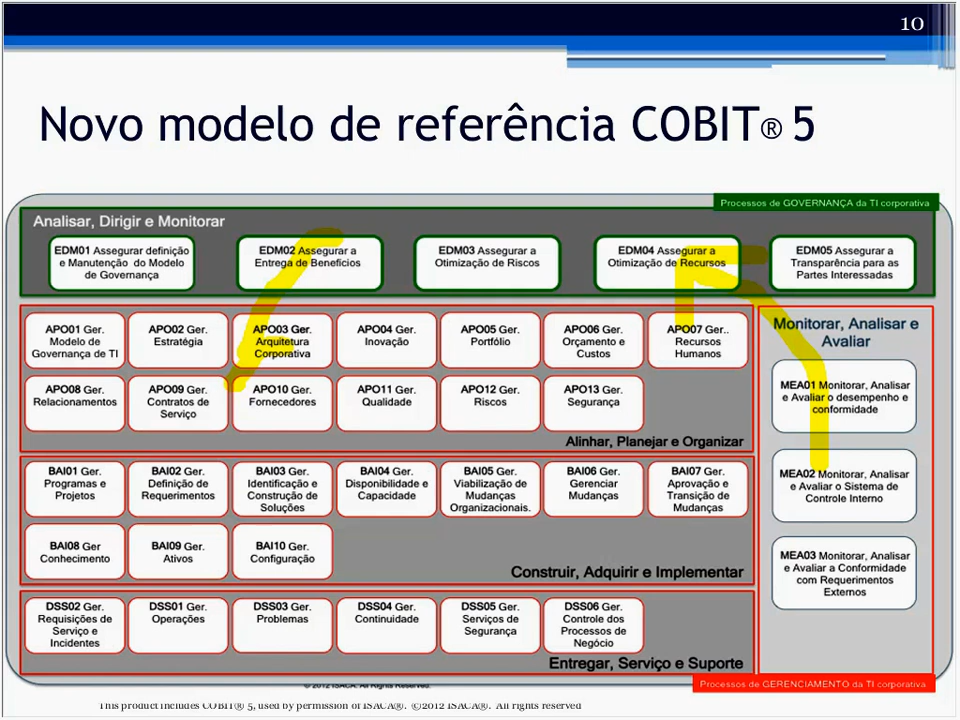 10
Novo modelo de referência COBIT® 5
Processos de GOVERNANÇA da TI corporativa
Analisar, Dirigir e Monitorar
EDM01 Assegurar definição
e Manutenção do Modelo
de Governança
EDM02 Assegurar a
Entrega de Benefícios
EDM03 Assegurar a
Otimização de Riscos
EDM04 Assegurar a
Otimização de Recursos
EDM05 Assegurar a
Transparência para as
Partes Interessadas
APO01 Ger.
Modelo de
Governança de TI
APO02 Ger.
Estratégia
APO03 Ger.
Arquitetura
Corporativa
APO04 Ger.
Inovação
APO05 Ger.
Portfólio
APO06 Ger.
Orçamento e
Custos
APO07 Ger..
Recursos
Humanos
APO08 Ger.
Relacionamentos
APO09 Ger.
Contratos de
Serviço
APO10 Ger.
Fornecedores
APO11 Ger.
Qualidade
APO12 Ger.
Riscos
APO13 Ger.
Segurança
Alinhar, Planejar e Organizar
BAI01 Ger.
Programas e
Projetos
BAI02 Ger.
Definição de
Requerimentos
BAI03 Ger.
Identificação e
Construção de
Soluções
BAI04 Ger.
Disponibilidade e
Capacidade
BAI05 Ger.
Viabilização de
Mudanças
Organizacionais.
BAI06 Ger.
Gerenciar
Mudanças
BAI07 Ger.
Aprovação e
Transição de
Mudanças
BAI08 Ger
Conhecimento
BAI09 Ger.
Ativos
BAI10 Ger.
Configuração
Construir, Adquirir e Implementar
DSS02 Ger.
Requisições de
Serviço e
Incidentes
DSS01 Ger.
Operações
DSS03 Ger.
Problemas
DSS04 Ger.
Continuidade
DSS05 Ger.
Serviços de
Segurança
DSS06 Ger.
Controle dos
Processos de
Negócio
Entregar, Serviço e Suporte
Monitorar, Analisar e
Avaliar
MEA01 Monitorar, Analisar
e Avaliar o desempenho e
conformidade
MEA02 Monitorar, Analisar
e Avaliar o Sistema de
Controle Interno
MEA03 Monitorar, Analisar
e Avaliar a Conformidade
com Requerimentos
Externos
Processos de GERENCIAMENTO da TI corporativa
© 2012 ISACA. All Rights Reserved.
This product includes COBIT® 5, used by permission of ISACA®. ©2012 ISACA®. All rights reserved